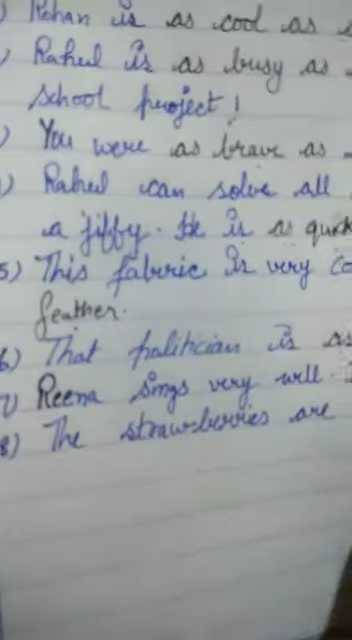 ) Rohan is as cool as
) Rahul is as busy as
school project!
) You were as brave as
) Rahul can solve all
a jiffy. He is as quick
5) This fabric is very co
feather.
6) That politician is as
7) Reena sings very well.
8) The strawberries are